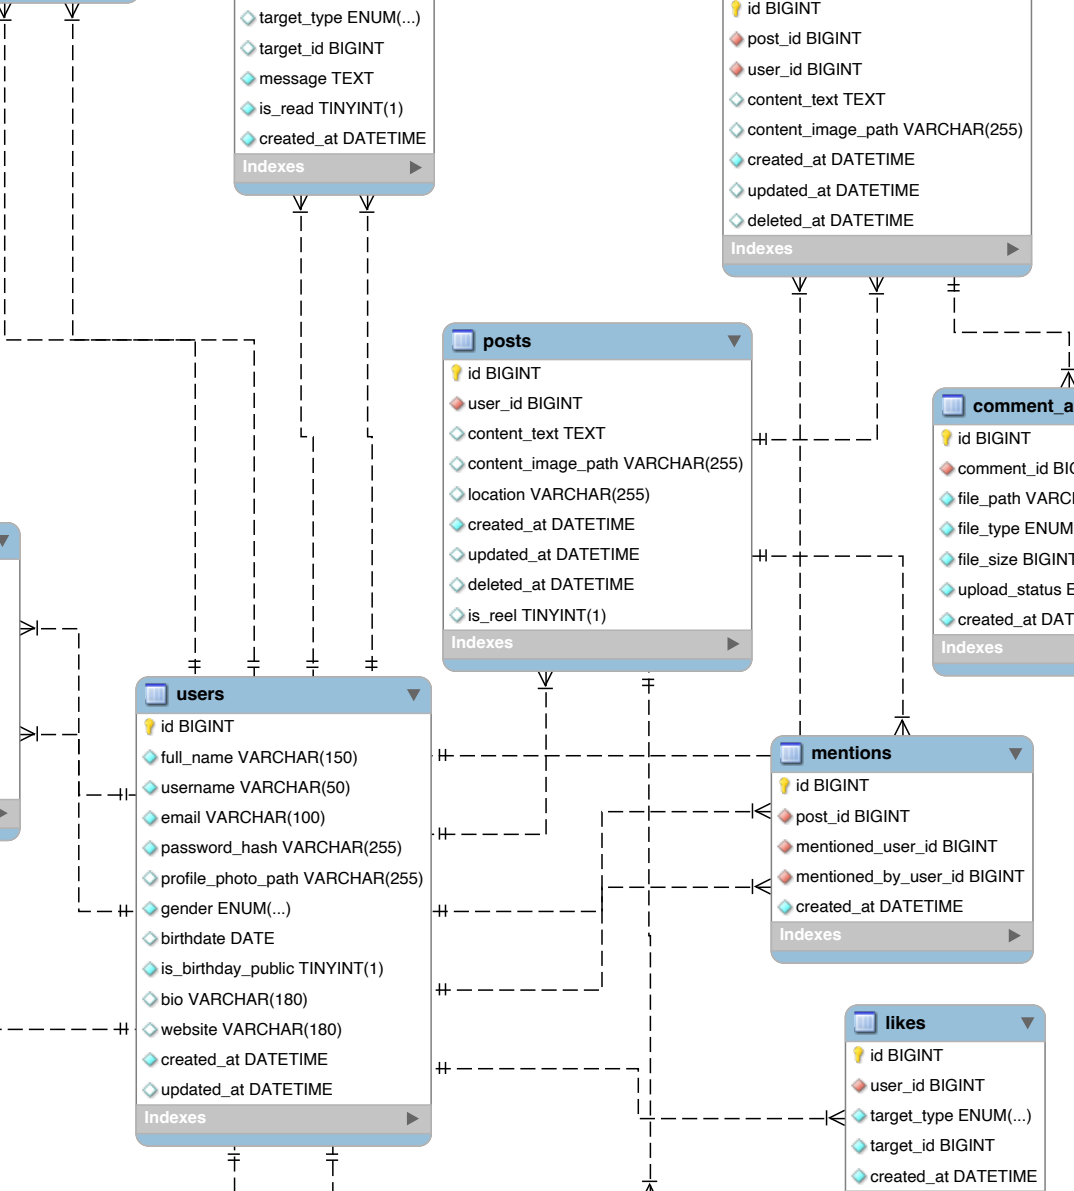 target_type ENUM(...)
target_id BIGINT
message TEXT
is_read TINYINT(1)
created_at DATETIME
Indexes
id BIGINT
post_id BIGINT
user_id BIGINT
content_text TEXT
content_image_path VARCHAR(255)
created_at DATETIME
updated_at DATETIME
deleted_at DATETIME
Indexes
posts
id BIGINT
user_id BIGINT
content_text TEXT
content_image_path VARCHAR(255)
location VARCHAR(255)
created_at DATETIME
updated_at DATETIME
deleted_at DATETIME
is_reel TINYINT(1)
Indexes
comment_a
id BIGINT
comment_id BIG
file_path VARC
file_type ENUM
file_size BIGINT
upload_status E
created_at DAT
Indexes
users
id BIGINT
full_name VARCHAR(150)
username VARCHAR(50)
email VARCHAR(100)
password_hash VARCHAR(255)
profile_photo_path VARCHAR(255)
gender ENUM(...)
birthdate DATE
is_birthday_public TINYINT(1)
bio VARCHAR(180)
website VARCHAR(180)
created_at DATETIME
updated_at DATETIME
Indexes
mentions
id BIGINT
post_id BIGINT
mentioned_user_id BIGINT
mentioned_by_user_id BIGINT
created_at DATETIME
Indexes
likes
id BIGINT
user_id BIGINT
target_type ENUM(...)
target_id BIGINT
created_at DATETIME